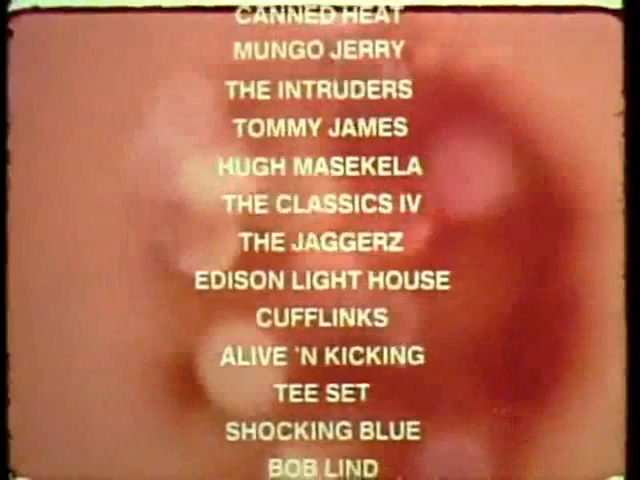 CANNED HEAT
MUNGO JERRY
THE INTRUDERS
TOMMY JAMES
HUGH MASEKELA
THE CLASSICS IV
THE JAGGERZ
EDISON LIGHT HOUSE
CUFFLINKS
ALIVE 'N KICKING
TEE SET
SHOCKING BLUE
BOB LIND